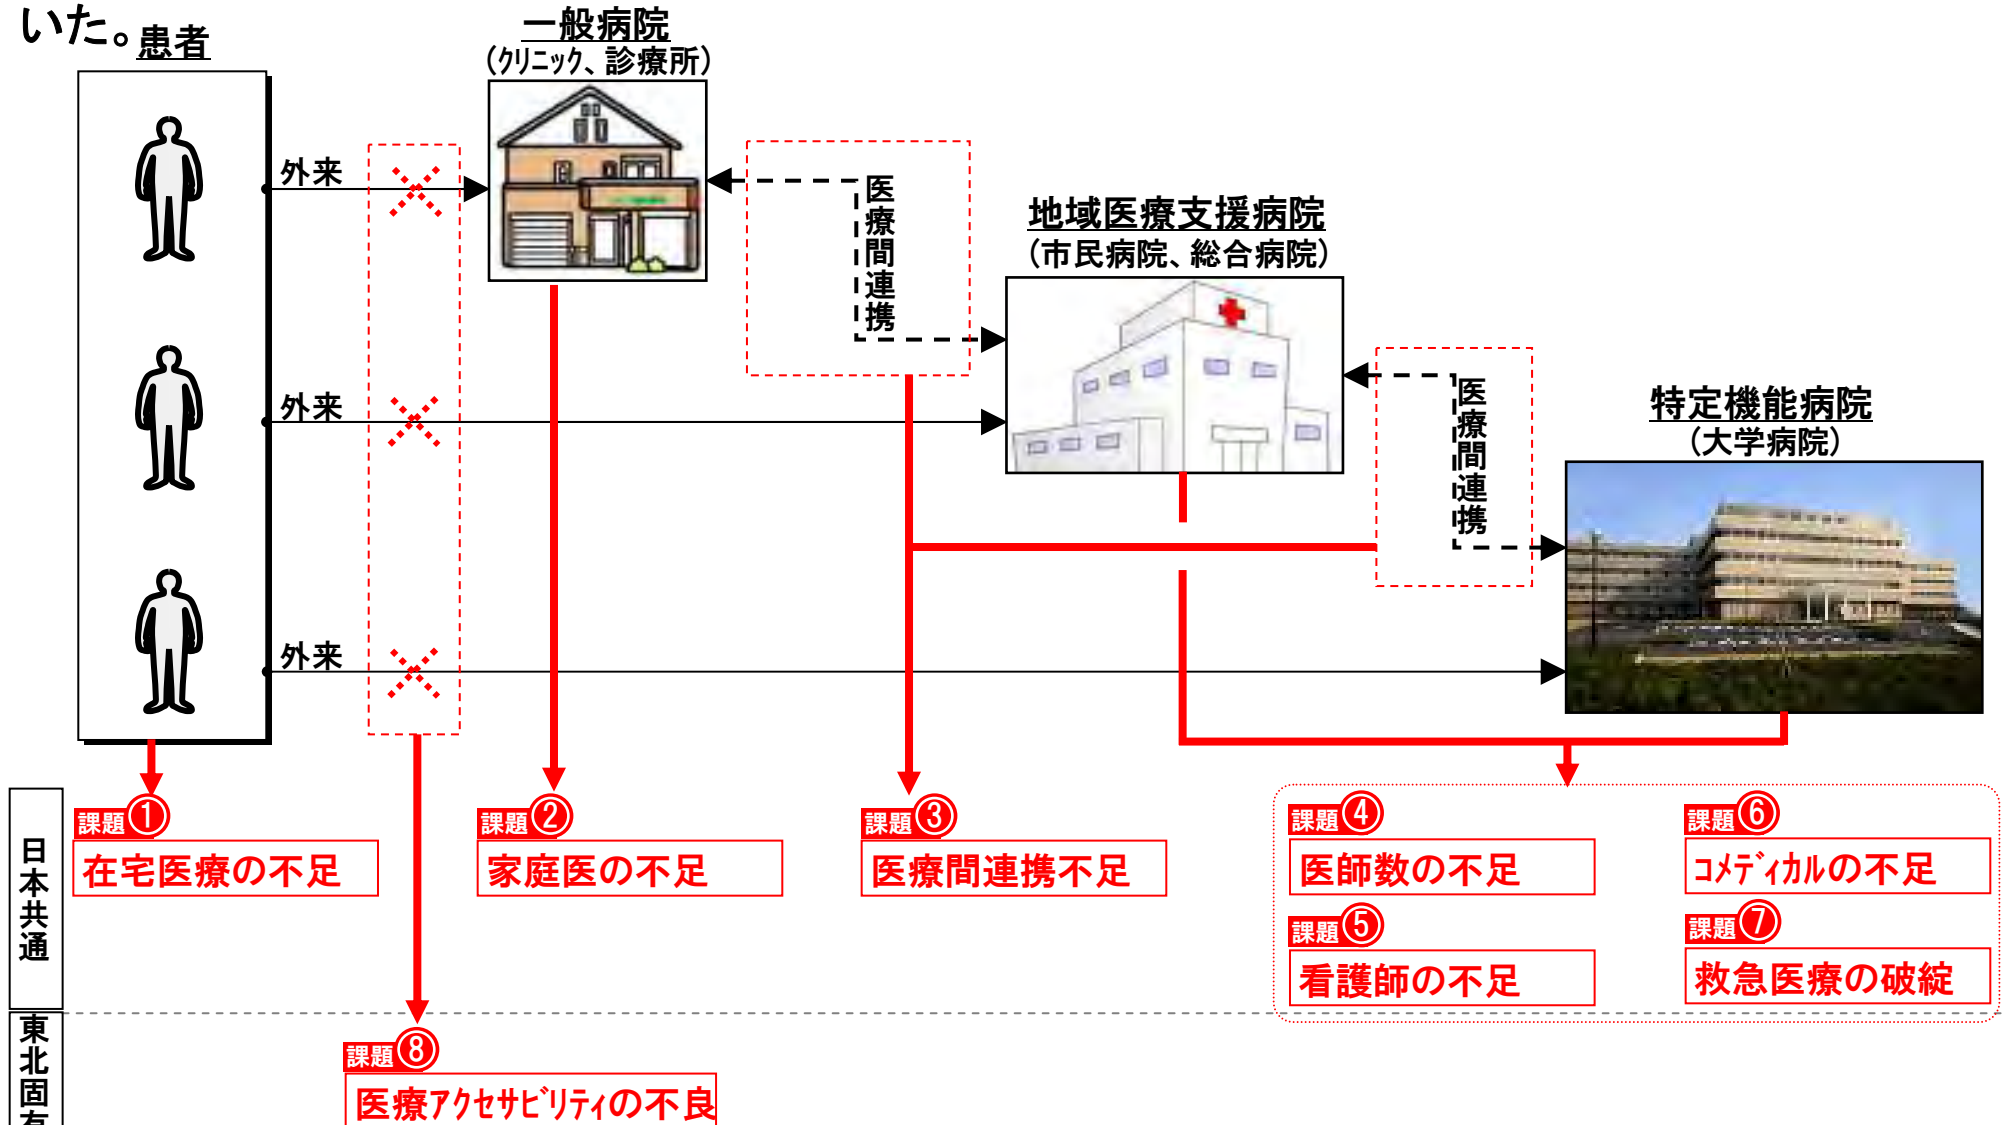 いた。
患者
一般病院
（クリニック、診療所）
外来
医療間連携
地域医療支援病院
（市民病院、総合病院）
外来
医療間連携
特定機能病院
（大学病院）
外来
日本共通
課題①
在宅医療の不足
課題②
家庭医の不足
課題③
医療間連携不足
課題④
医師数の不足
課題⑤
看護師の不足
課題⑥
コメディカルの不足
課題⑦
救急医療の破綻
東北固有
課題⑧
医療アクセサビリティの不良